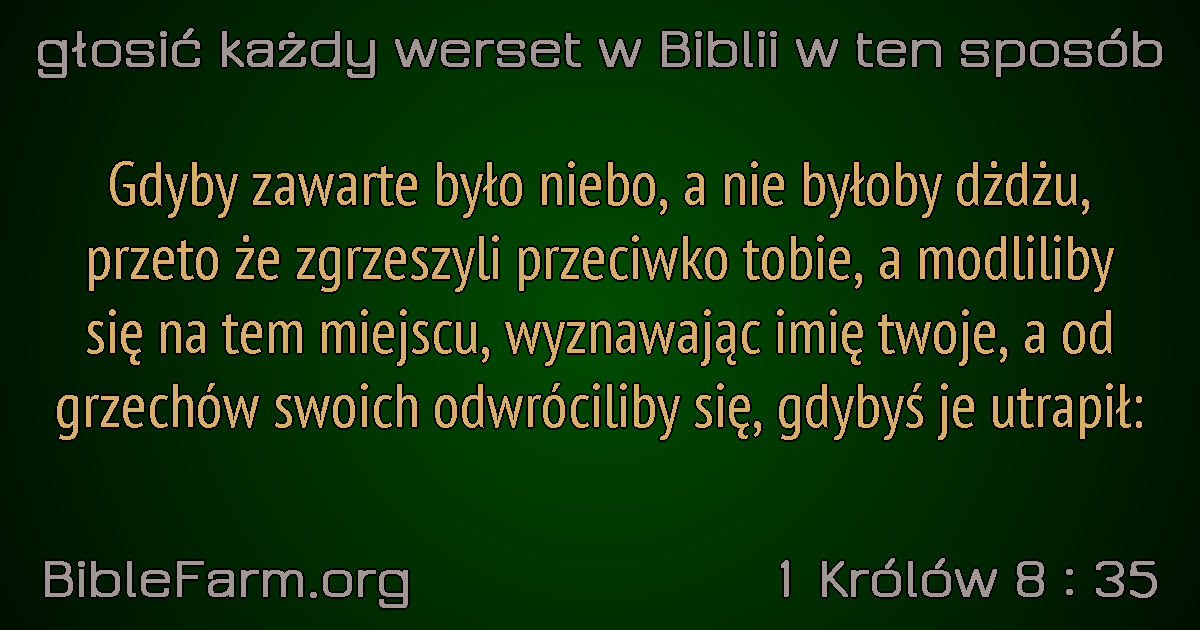 głosić każdy werset w Biblii w ten sposób
Gdyby zawarte było niebo, a nie byłoby dżdżu,
przeto że zgrzeszyli przeciwko tobie, a modliliby
się na tem miejscu, wyznawając imię twoje, a od
grzechów swoich odwróciliby się, gdybyś je utrapił:
BibleFarm.org
1 Królów 8 : 35